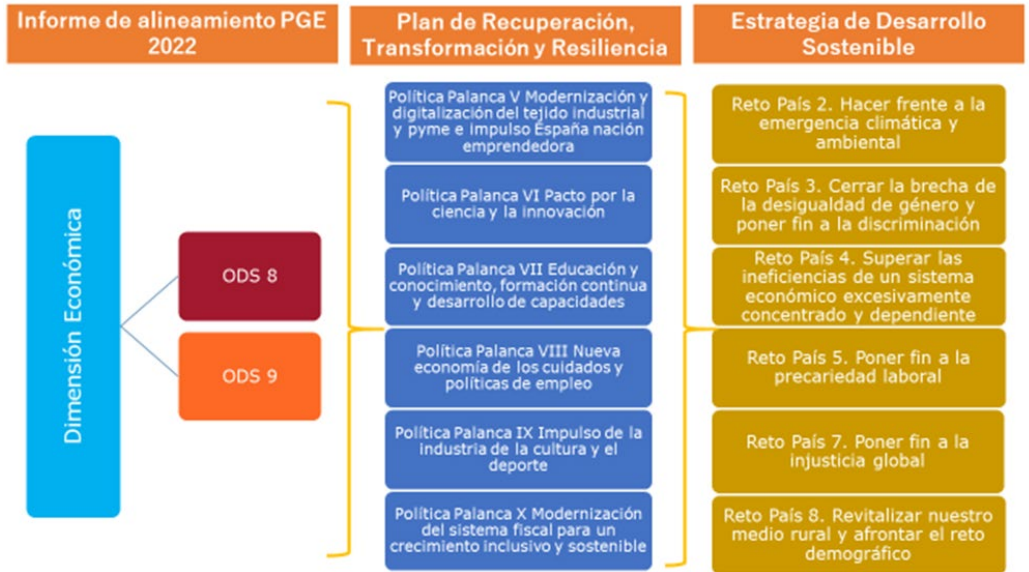 Informe de alineamiento PGE
2022
Plan de Recuperación,
Transformación y Resiliencia
Estrategia de Desarrollo
Sostenible
Dimensión Económica
ODS 8
ODS 9
Política Palanca V Modernización y
digitalización del tejido industrial
y pyme e impulso España nación
emprendedora
Política Palanca VI Pacto por la
ciencia y la innovación
Política Palanca VII Educación y
conocimiento, formación continua
y desarrollo de capacidades
Política Palanca VIII Nueva
economía de los cuidados y
políticas de empleo
Política Palanca IX Impulso de la
industria de la cultura y el
deporte
Política Palanca X Modernización
del sistema fiscal para un
crecimiento inclusivo y sostenible
Reto País 2. Hacer frente a la
emergencia climática y
ambiental
Reto País 3. Cerrar la brecha de
la desigualdad de género y
poner fin a la discriminación
Reto País 4. Superar las
ineficiencias de un sistema
económico excesivamente
concentrado y dependiente
Reto País 5. Poner fin a la
precariedad laboral
Reto País 7. Poner fin a la
injusticia global
Reto País 8. Revitalizar nuestro
medio rural y afrontar el reto
demográfico